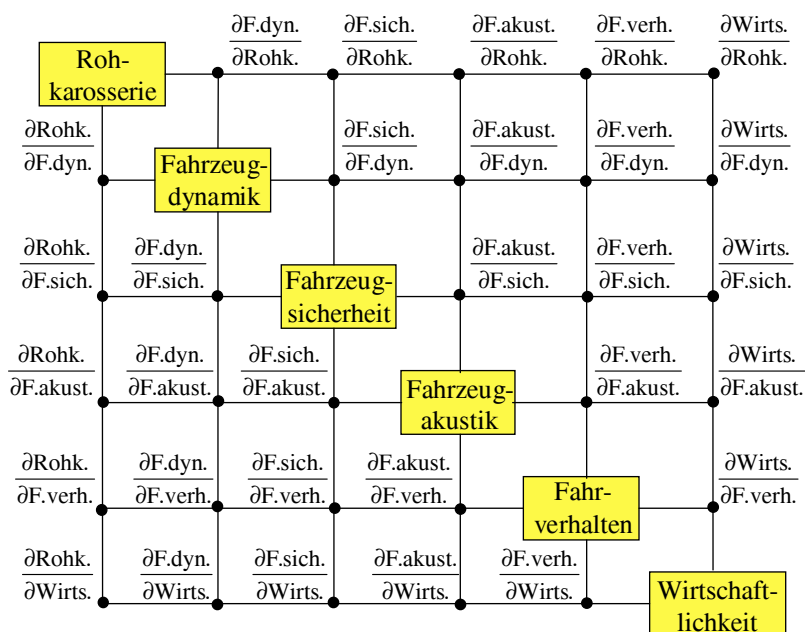 ∂F.dyn. ∂F.sich. ∂F.akust. ∂F.verh. ∂Wirts.
∂Rohk. ∂Rohk. ∂Rohk. ∂Rohk. ∂Rohk.
Roh-
karosserie
∂Rohk. ∂F.sich. ∂F.akust. ∂F.verh. ∂Wirts.
∂F.dyn. ∂F.dyn. ∂F.dyn. ∂F.dyn. ∂F.dyn.
Fahrzeug-
dynamik
∂Rohk. ∂F.dyn. ∂F.akust. ∂F.verh. ∂Wirts.
∂F.sich. ∂F.sich. ∂F.sich. ∂F.sich. ∂F.sich.
Fahrzeug-
sicherheit
∂Rohk. ∂F.dyn. ∂F.sich. ∂F.verh. ∂Wirts.
∂F.akust. ∂F.akust. ∂F.akust. ∂F.akust. ∂F.akust.
Fahrzeug-
akustik
∂Rohk. ∂F.dyn. ∂F.sich. ∂F.akust. ∂Wirts.
∂F.verh. ∂F.verh. ∂F.verh. ∂F.verh. ∂F.verh.
Fahr-
verhalten
∂Rohk. ∂F.dyn. ∂F.sich. ∂F.akust. ∂F.verh.
∂Wirts. ∂Wirts. ∂Wirts. ∂Wirts. ∂Wirts.
Wirtschaft-
lichkeit